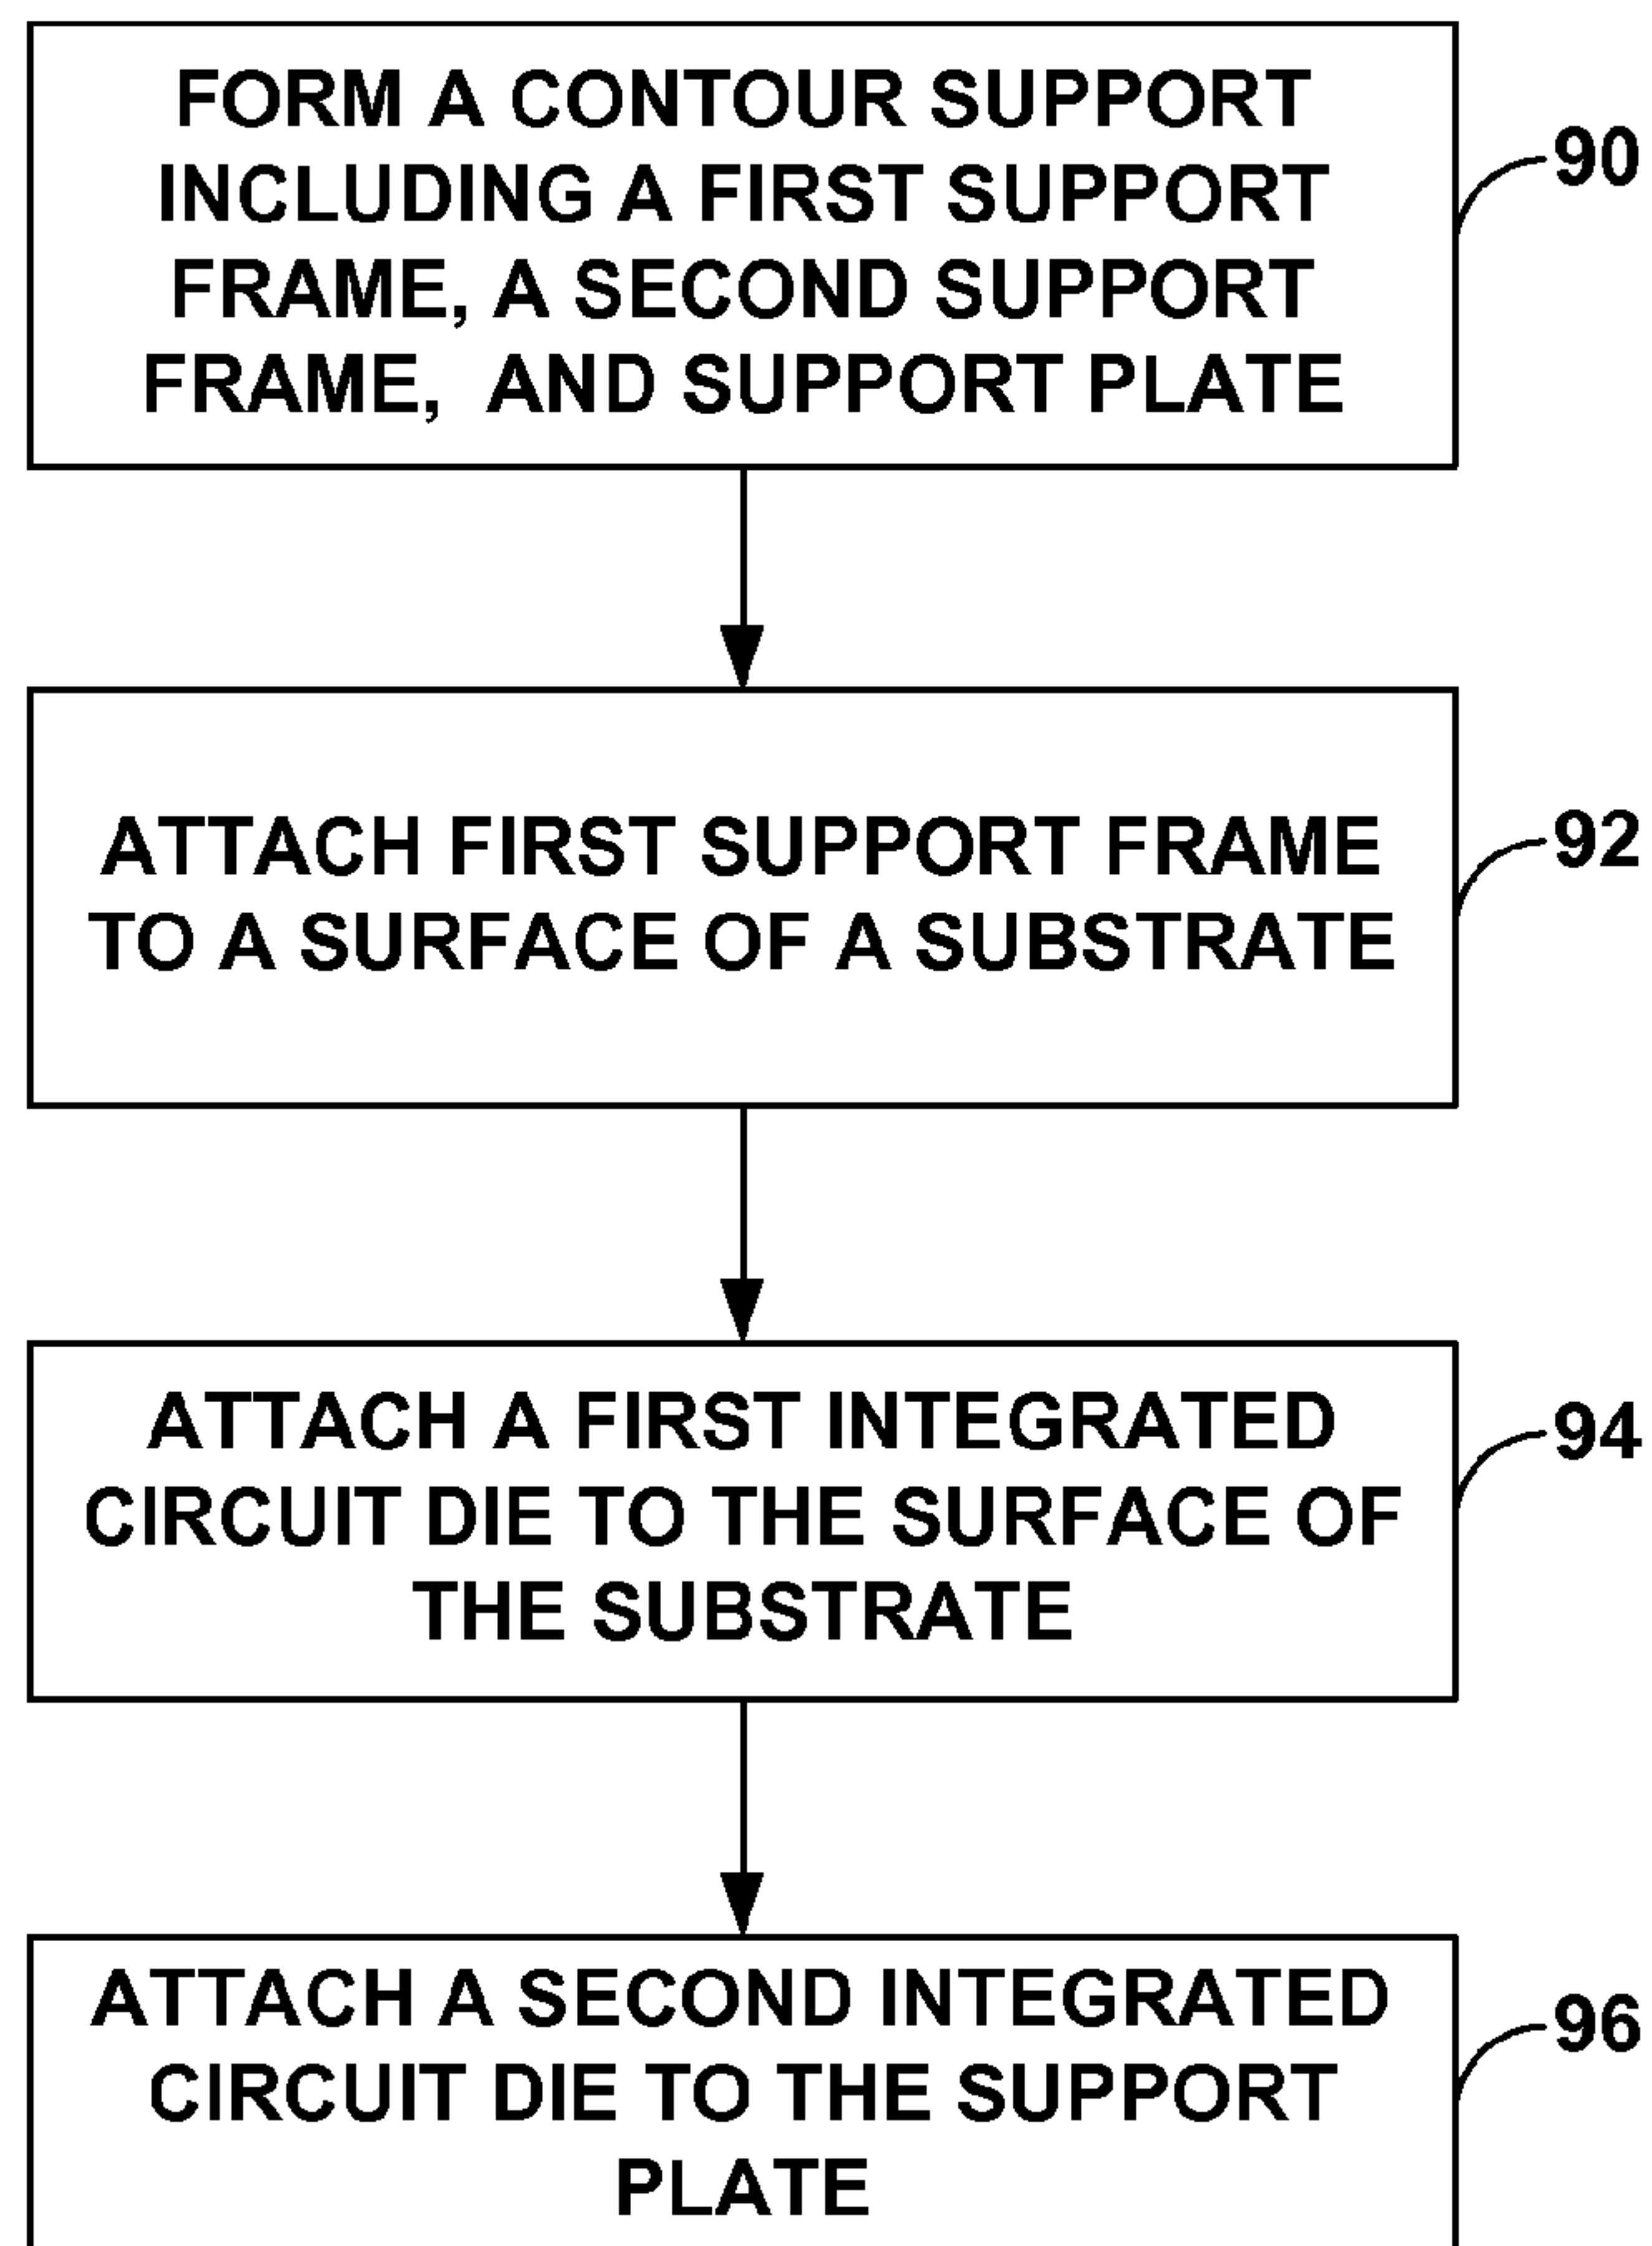 FORM A CONTOUR SUPPORT
INCLUDING A FIRST SUPPORT
FRAME, A SECOND SUPPORT
FRAME, AND SUPPORT PLATE
90
ATTACH FIRST SUPPORT FRAME
TO A SURFACE OF A SUBSTRATE
92
ATTACH A FIRST INTEGRATED
CIRCUIT DIE TO THE SURFACE OF
THE SUBSTRATE
94
ATTACH A SECOND INTEGRATED
CIRCUIT DIE TO THE SUPPORT
PLATE
96